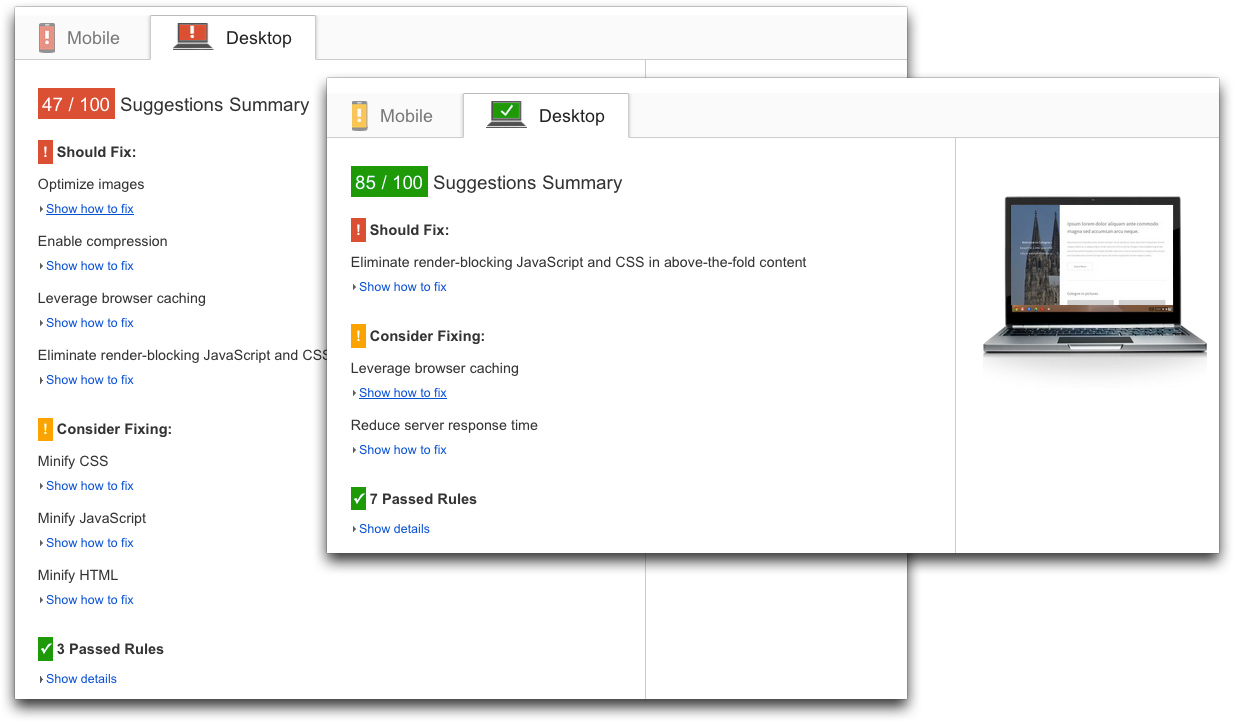 Mobile
Desktop
47 / 100 Suggestions Summary
! Should Fix:
Optimize images
Show how to fix
Enable compression
Show how to fix
Leverage browser caching
Show how to fix
Eliminate render-blocking JavaScript and CSS
Show how to fix
! Consider Fixing:
Minify CSS
Show how to fix
Minify JavaScript
Show how to fix
Minify HTML
Show how to fix
3 Passed Rules
Show details
Mobile
Desktop
85 / 100 Suggestions Summary
! Should Fix:
Eliminate render-blocking JavaScript and CSS in above-the-fold content
Show how to fix
! Consider Fixing:
Leverage browser caching
Show how to fix
Reduce server response time
Show how to fix
7 Passed Rules
Show details
Ipsum lorem dolor aliquam ante commodo
magna sed accumsan arcu neque.